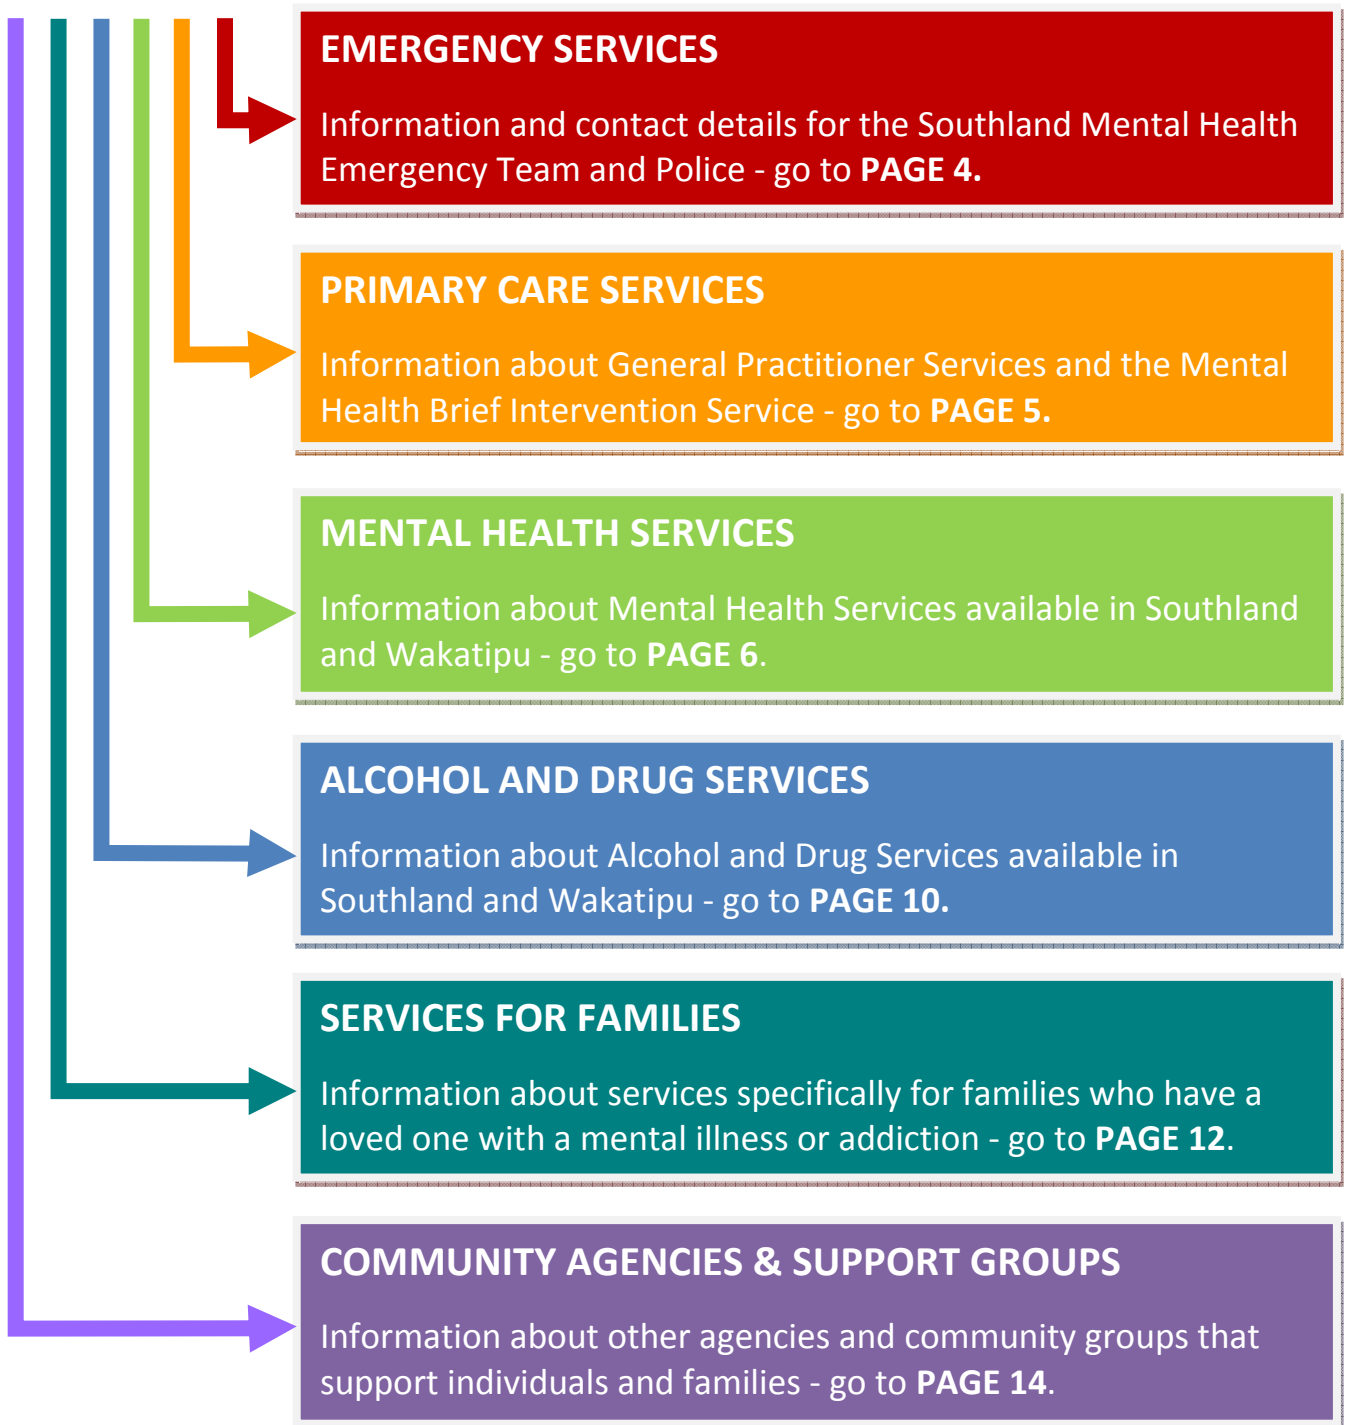 EMERGENCY SERVICES
Information and contact details for the Southland Mental Health
Emergency Team and Police - go to PAGE 4.
PRIMARY CARE SERVICES
Information about General Practitioner Services and the Mental
Health Brief Intervention Service - go to PAGE 5.
MENTAL HEALTH SERVICES
Information about Mental Health Services available in Southland
and Wakatipu - go to PAGE 6.
ALCOHOL AND DRUG SERVICES
Information about Alcohol and Drug Services available in
Southland and Wakatipu - go to PAGE 10.
SERVICES FOR FAMILIES
Information about services specifically for families who have a
loved one with a mental illness or addiction - go to PAGE 12.
COMMUNITY AGENCIES & SUPPORT GROUPS
Information about other agencies and community groups that
support individuals and families - go to PAGE 14.